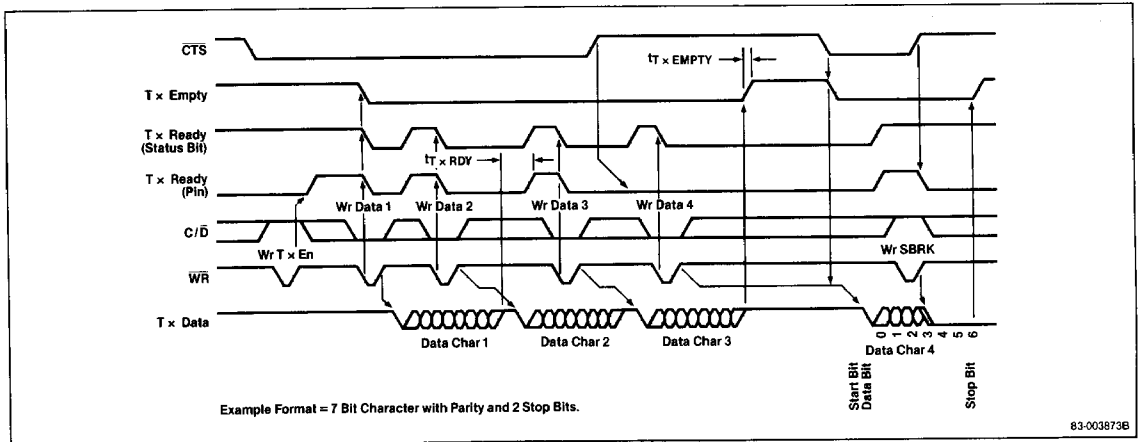 CTS
tT × EMPTY
T × Empty
T × Ready
(Status Bit)
tT × RDY
T × Ready
(Pin)
Wr Data 1
Wr Data 2
Wr Data 3
Wr Data 4
C/D
Wr T × En
Wr SBRK
WR
T × Data
Data Char 1
Data Char 2
Data Char 3
Data Char 4
0
1
2
3
4
5
6
Start Bit
Data Bit
Stop Bit
Example Format = 7 Bit Character with Parity and 2 Stop Bits.
83-003873B